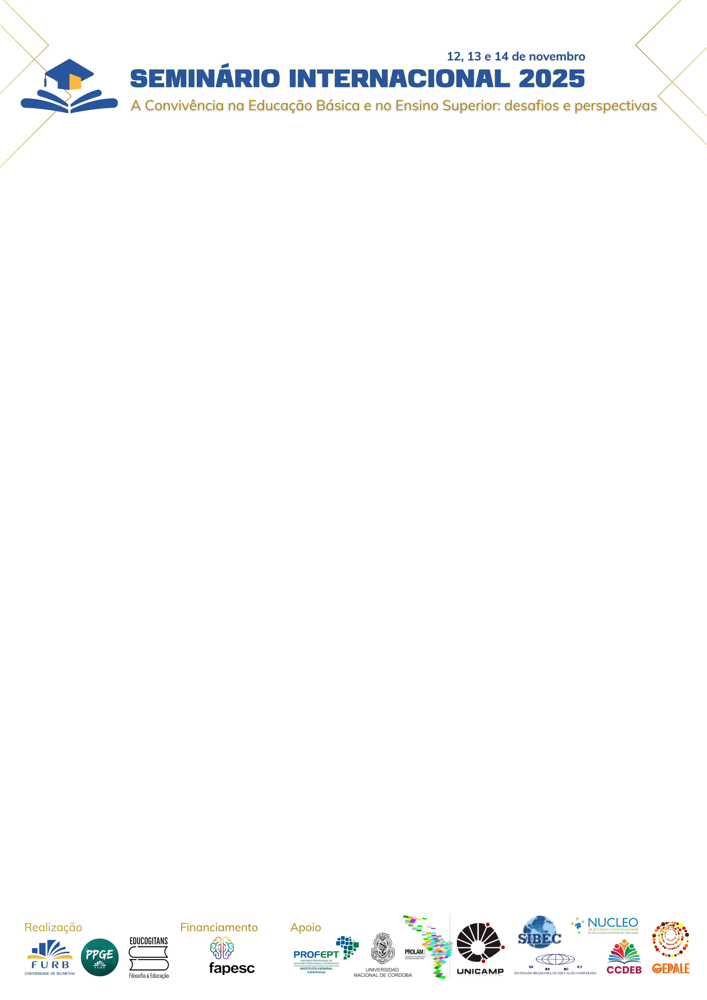 12, 13 e 14 de novembro
SEMINÁRIO INTERNACIONAL 2025
A Convivência na Educação Básica e no Ensino Superior: desafios e perspectivas
Realização
FURB
UNIVERSIDADE DE BLUMENAU
PPGE
FURB
EDUCOGITANS
Filosofia & Educação
Financiamento
fapesc
Apoio
PROFEPT
MESTRADO PROFISSIONAL EM
EDUCAÇÃO PROFISSIONAL E TECNOLÓGICA
INSTITUTO FEDERAL
Catarinense
UNIVERSIDAD
NACIONAL DE CORDOBA
PROLAM
PROGRAMA DE PÓS-GRADUAÇÃO EM
INTEGRAÇÃO DA AMÉRICA LATINA
UNICAMP
SIBEC
S B E C
SOCIEDADE BRASILEIRA DE EDUCAÇÃO COMPARADA
NUCLEO
DE ESTUDIOS E INVESTIGACIONES
EN EDUCACION SUPERIOR DEL MERCOSUR
CCDEB
GEPALE